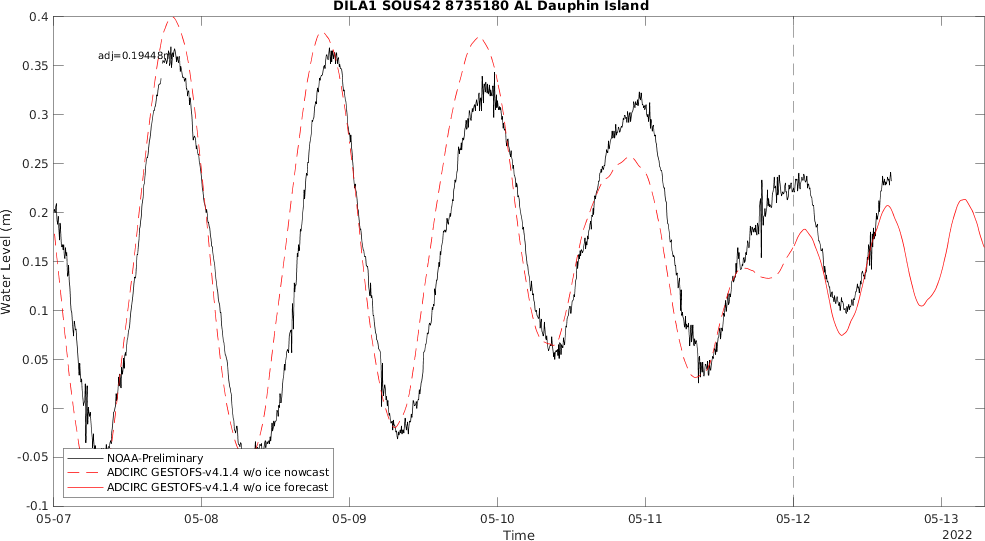 DILA1 SOUS42 8735180 AL Dauphin Island
0.4
adj=0.19448m
0.35
0.3
0.25
0.2
0.15
0.1
0.05
0
-0.05
-0.1
Water Level (m)
NOAA-Preliminary
ADCIRC GESTOFS-v4.1.4 w/o ice nowcast
ADCIRC GESTOFS-v4.1.4 w/o ice forecast
05-07 05-08 05-09 05-10 05-11 05-12 05-13
Time
2022